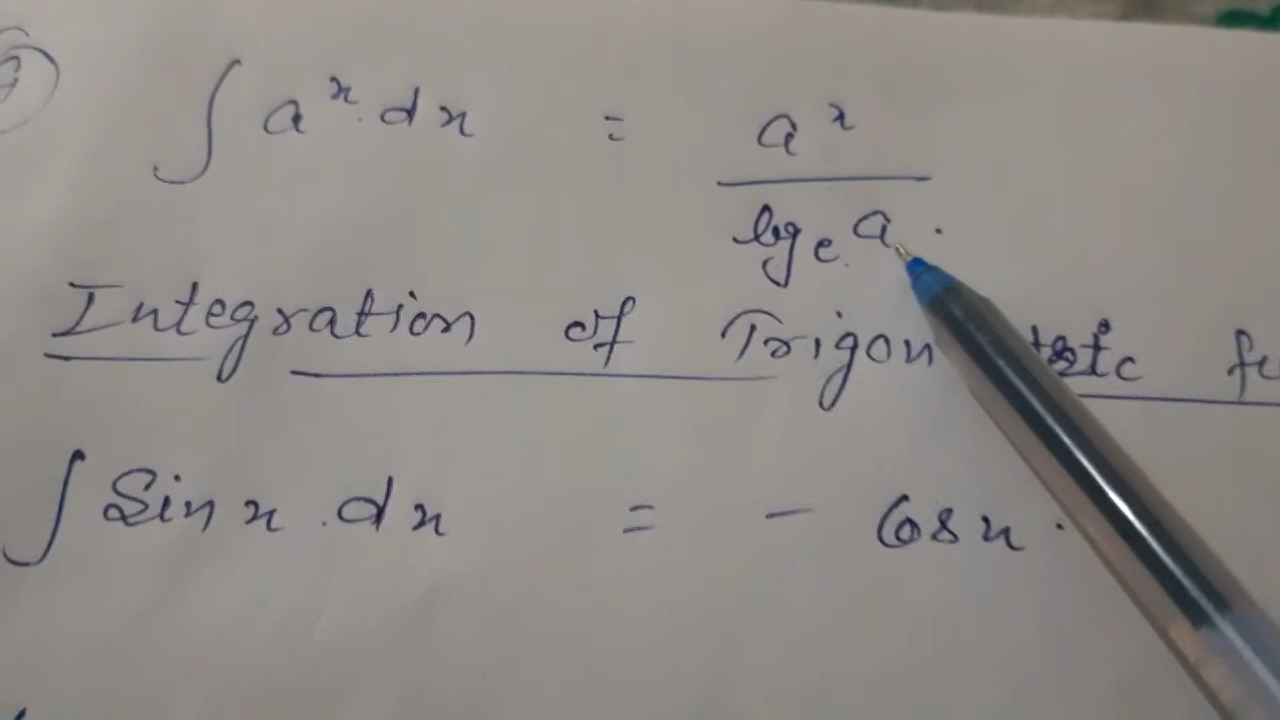 ∫ aˣ. dx = aˣ / logₑ a .
Integration of Trigon
∫ Sin x . dx = - Cos x .